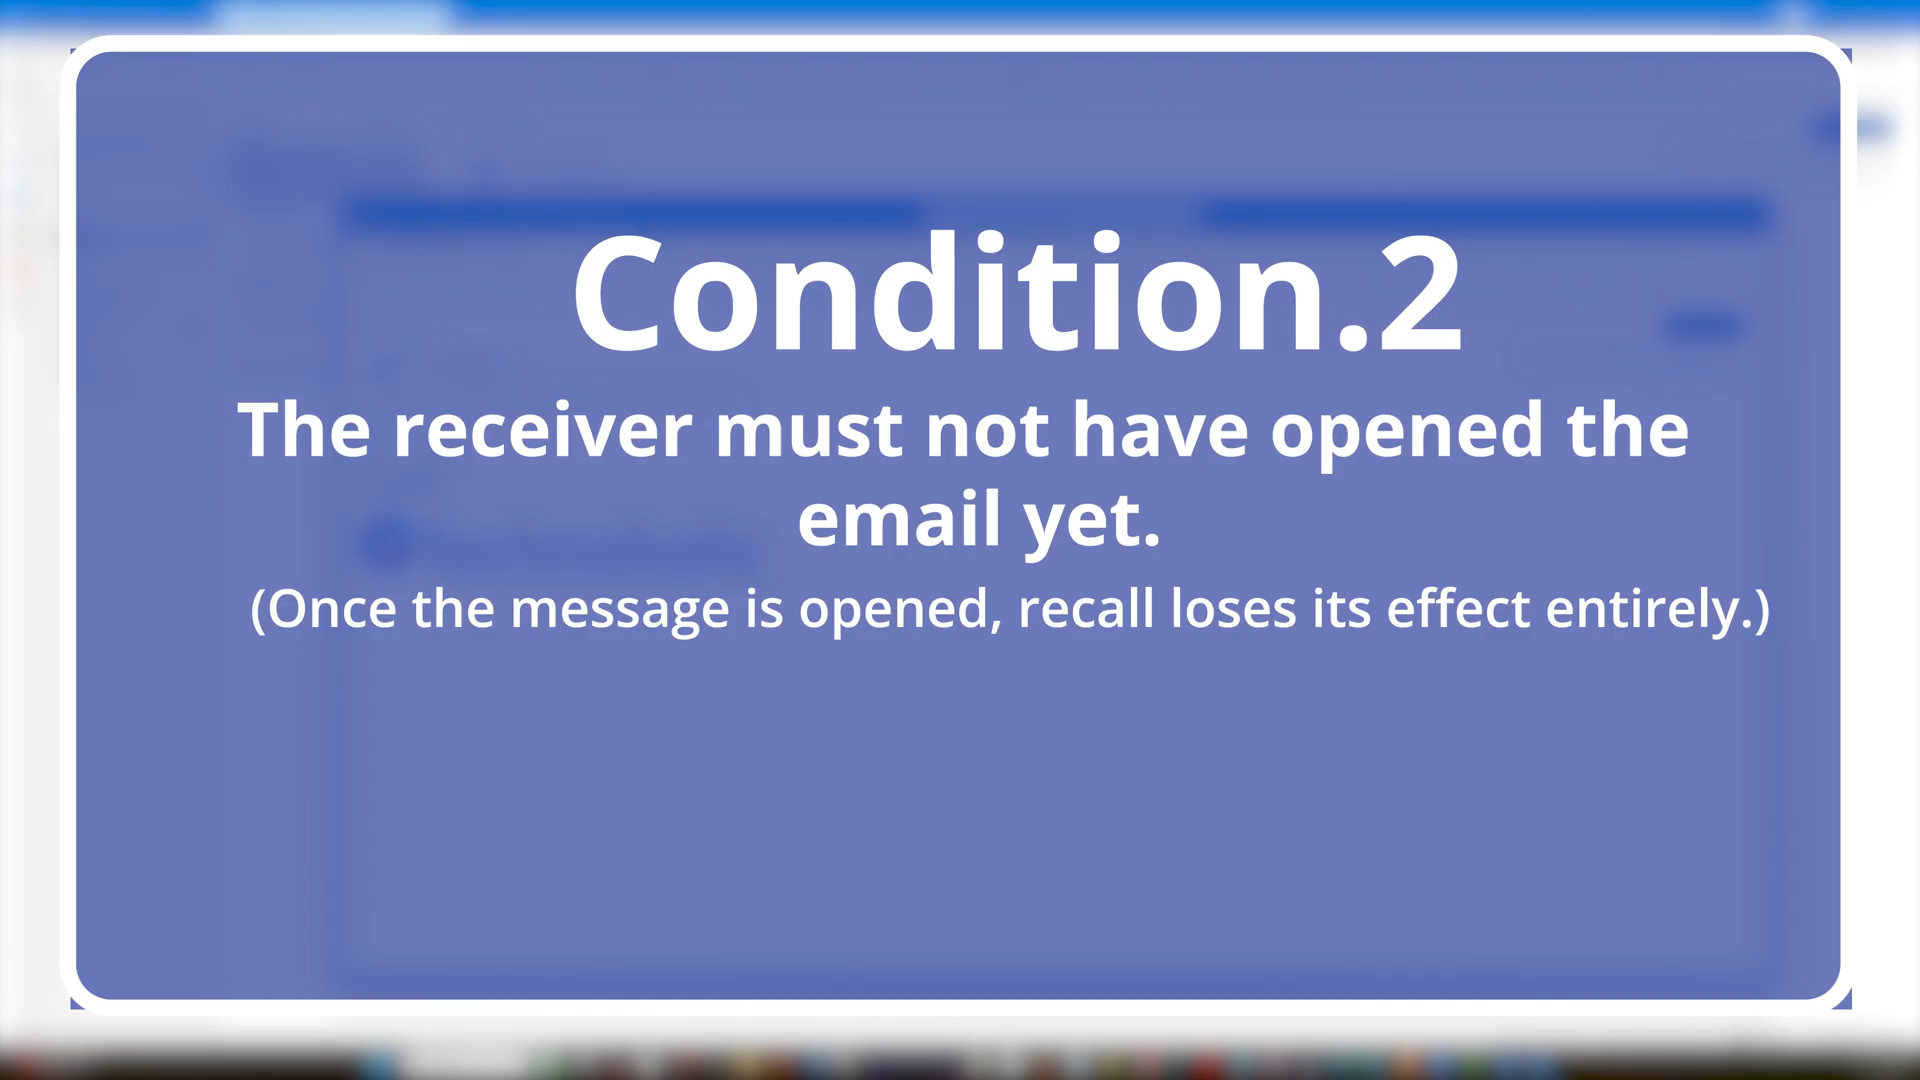 Condition.2
The receiver must not have opened the
email yet.
(Once the message is opened, recall loses its effect entirely.)